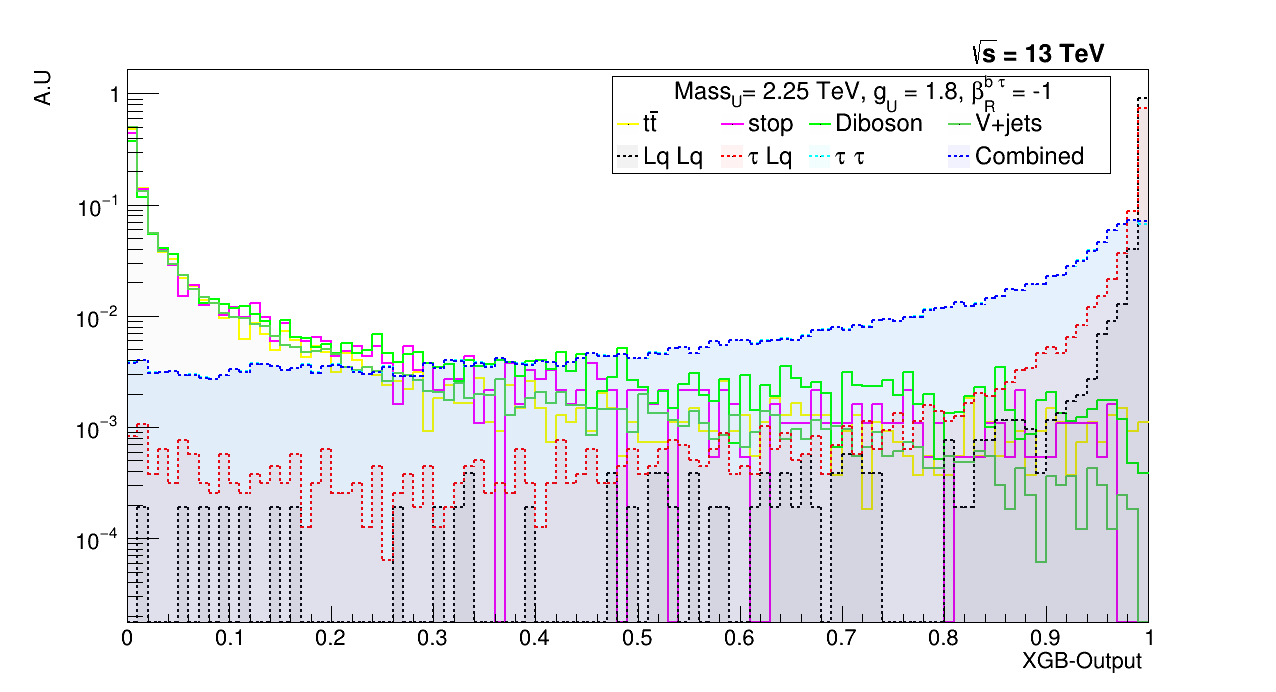 √s = 13 TeV
A.U
Mass_U= 2.25 TeV, g_U = 1.8, β_R^{b τ} = -1
tt̄ stop Diboson V+jets
Lq Lq τ Lq τ τ Combined
1
10⁻¹
10⁻²
10⁻³
10⁻⁴
0 0.1 0.2 0.3 0.4 0.5 0.6 0.7 0.8 0.9 1
XGB-Output